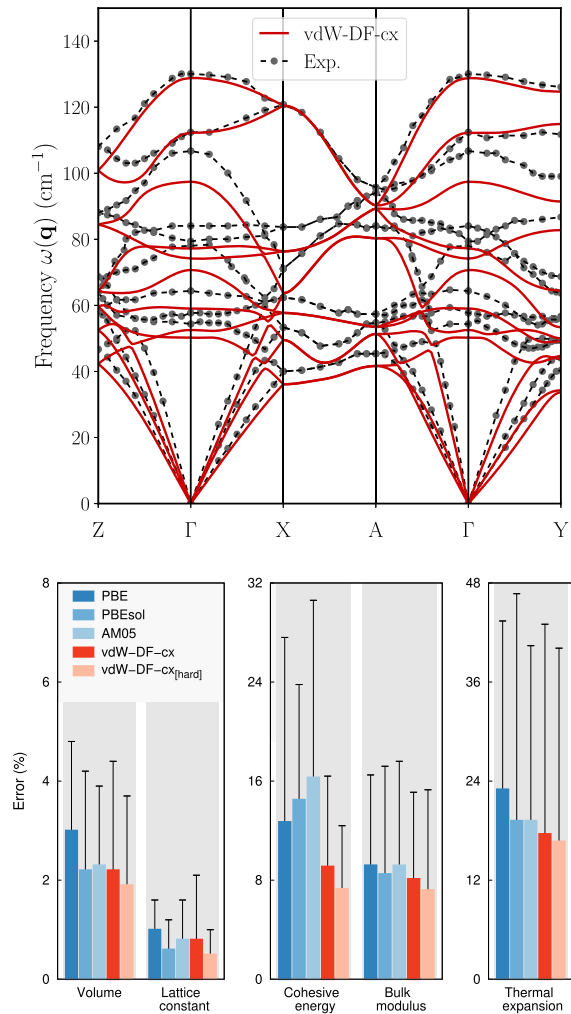 Frequency ω(𝐪) (cm⁻¹)
140
120
100
80
60
40
20
0
vdW-DF-cx
Exp.
Z Γ X A Γ Y
Error (%)
8
6
4
2
0
PBE
PBEsol
AM05
vdW−DF−cx
vdW−DF−cx[hard]
Volume
Lattice
constant
32
24
16
8
0
Cohesive
energy
Bulk
modulus
48
36
24
12
0
Thermal
expansion